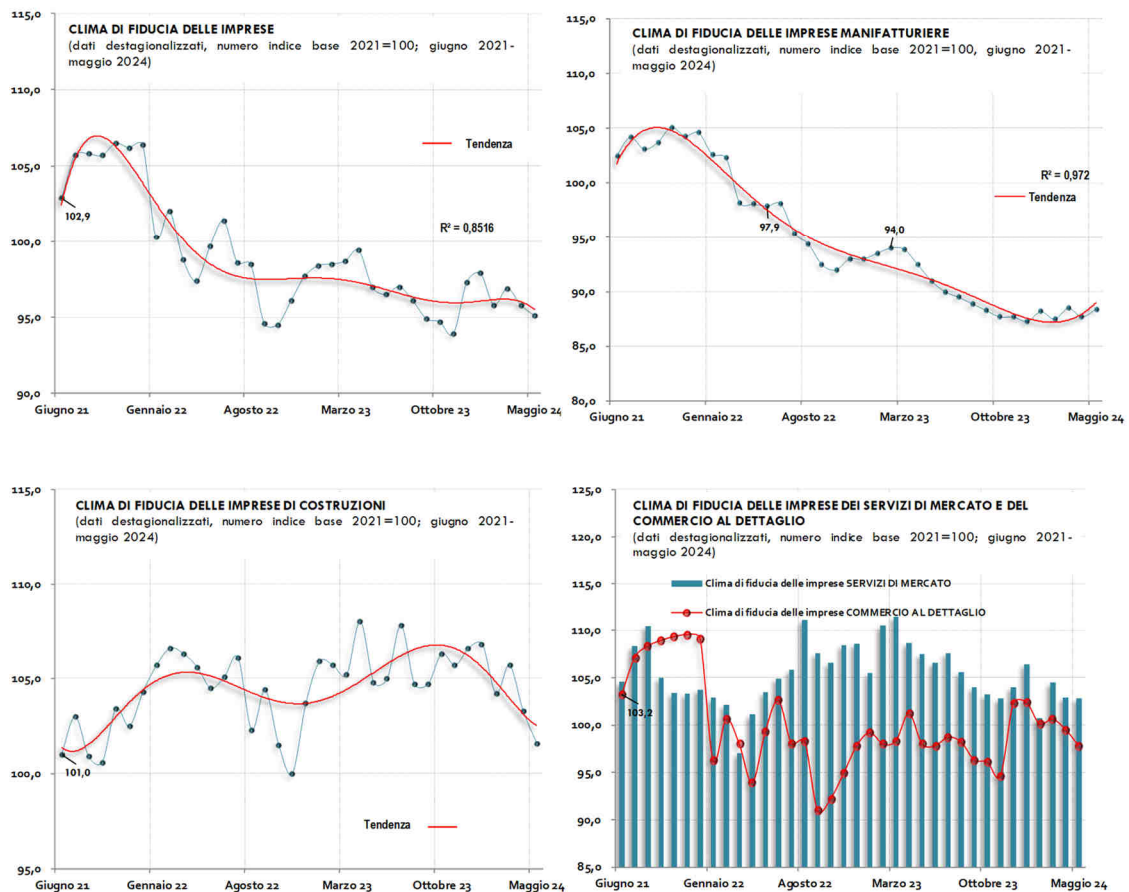 115,0
CLIMA DI FIDUCIA DELLE IMPRESE
(dati destagionalizzati, numero indice base 2021=100; giugno 2021-
maggio 2024)
110,0
105,0
Tendenza
102,9
R² = 0,8516
100,0
95,0
90,0
Giugno 21 Gennaio 22 Agosto 22 Marzo 23 Ottobre 23 Maggio 24
115,0
CLIMA DI FIDUCIA DELLE IMPRESE MANIFATTURIERE
(dati destagionalizzati, numero indice base 2021=100, giugno 2021-
maggio 2024)
110,0
105,0
R² = 0,972
100,0
Tendenza
97,9
94,0
95,0
90,0
85,0
80,0
Giugno 21 Gennaio 22 Agosto 22 Marzo 23 Ottobre 23 Maggio 24
115,0
CLIMA DI FIDUCIA DELLE IMPRESE DI COSTRUZIONI
(dati destagionalizzati, numero indice base 2021=100; giugno 2021-
maggio 2024)
110,0
105,0
101,0
100,0
Tendenza
95,0
Giugno 21 Gennaio 22 Agosto 22 Marzo 23 Ottobre 23 Maggio 24
125,0
CLIMA DI FIDUCIA DELLE IMPRESE DEI SERVIZI DI MERCATO E DEL
COMMERCIO AL DETTAGLIO
(dati destagionalizzati, numero indice base 2021=100; giugno 2021-
maggio 2024)
120,0
115,0
Clima di fiducia delle imprese SERVIZI DI MERCATO
Clima di fiducia delle imprese COMMERCIO AL DETTAGLIO
110,0
105,0
103,2
100,0
95,0
90,0
85,0
Giugno 21 Gennaio 22 Agosto 22 Marzo 23 Ottobre 23 Maggio 24